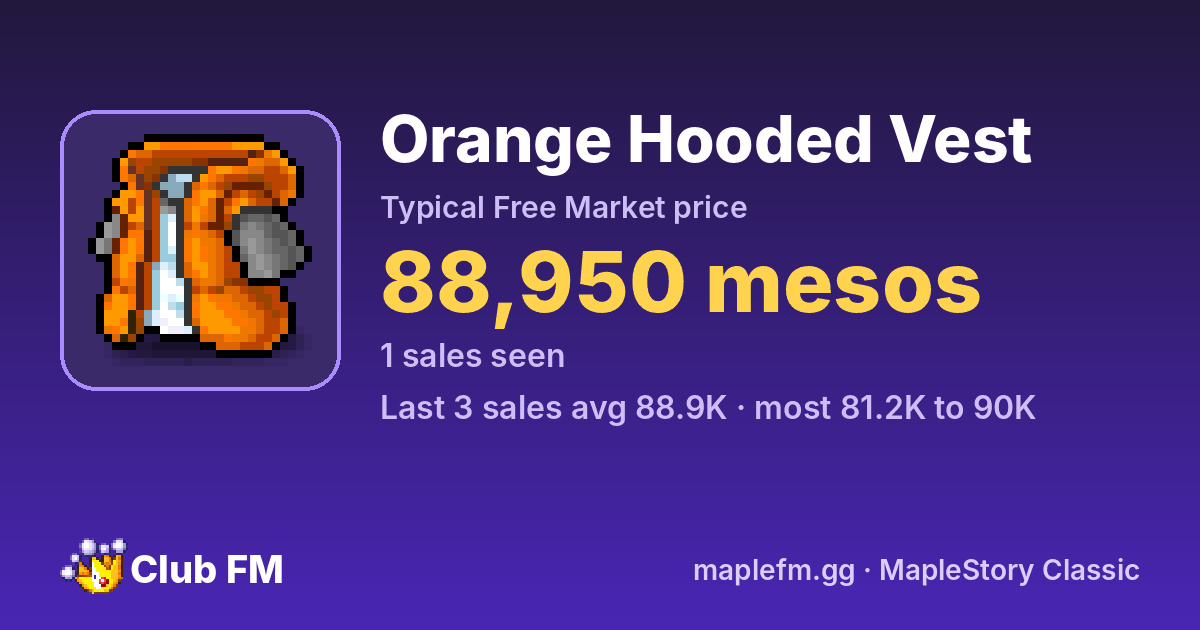 Orange Hooded Vest
Typical Free Market price
88,950 mesos
1 sales seen
Last 3 sales avg 88.9K · most 81.2K to 90K
Club FM
maplefm.gg · MapleStory Classic